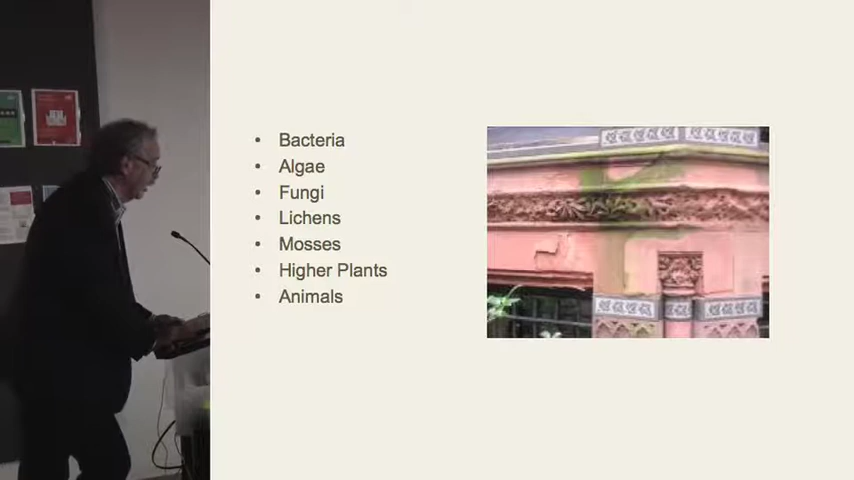 • Bacteria
• Algae
• Fungi
• Lichens
• Mosses
• Higher Plants
• Animals